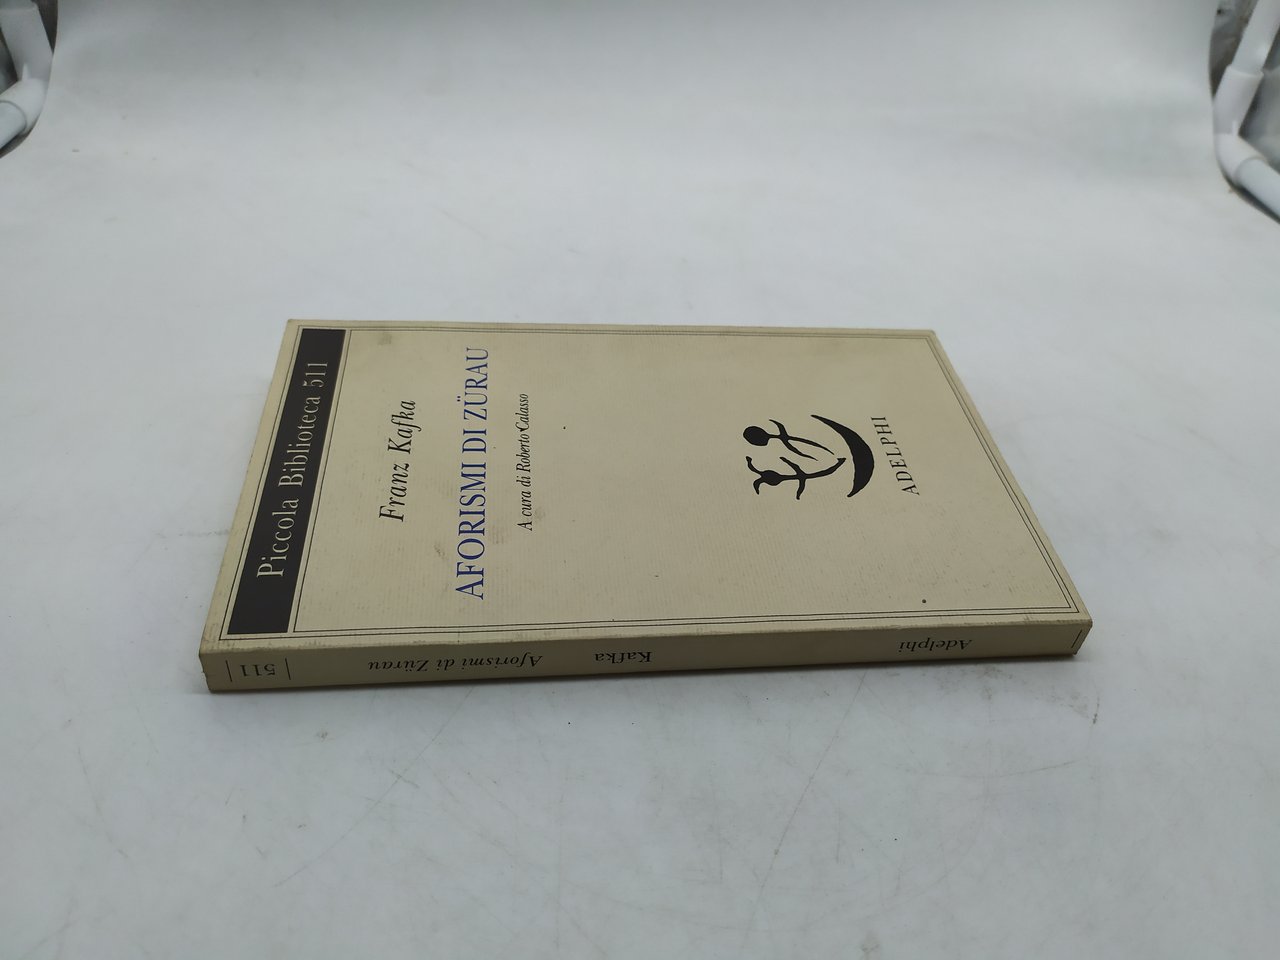 Piccola Biblioteca 511
Franz Kafka
AFORISMI DI ZÜRAU
A cura di Roberto Calasso
ADELPHI
511
Aforismi di Zürau
Kafka
Adelphi